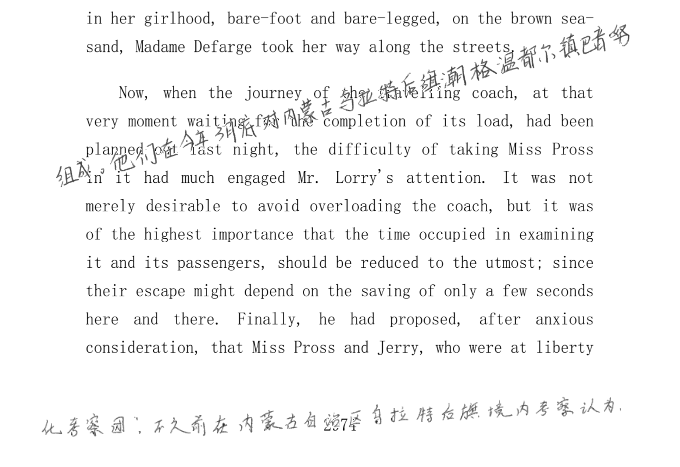 in her girlhood, bare-foot and bare-legged, on the brown sea-
sand, Madame Defarge took her way along the streets.
Now, when the journey of the travelling coach, at that
very moment waiting for the completion of its load, had been
planned on last night, the difficulty of taking Miss Pross
in it had much engaged Mr. Lorry's attention. It was not
merely desirable to avoid overloading the coach, but it was
of the highest importance that the time occupied in examining
it and its passengers, should be reduced to the utmost; since
their escape might depend on the saving of only a few seconds
here and there. Finally, he had proposed, after anxious
consideration, that Miss Pross and Jerry, who were at liberty
组成。他们在今年3月底对内蒙古乌拉特后旗潮格温都尔镇巴音努
化考察团；不久前在内蒙古自治区乌拉特后旗境内考察认为，
2974